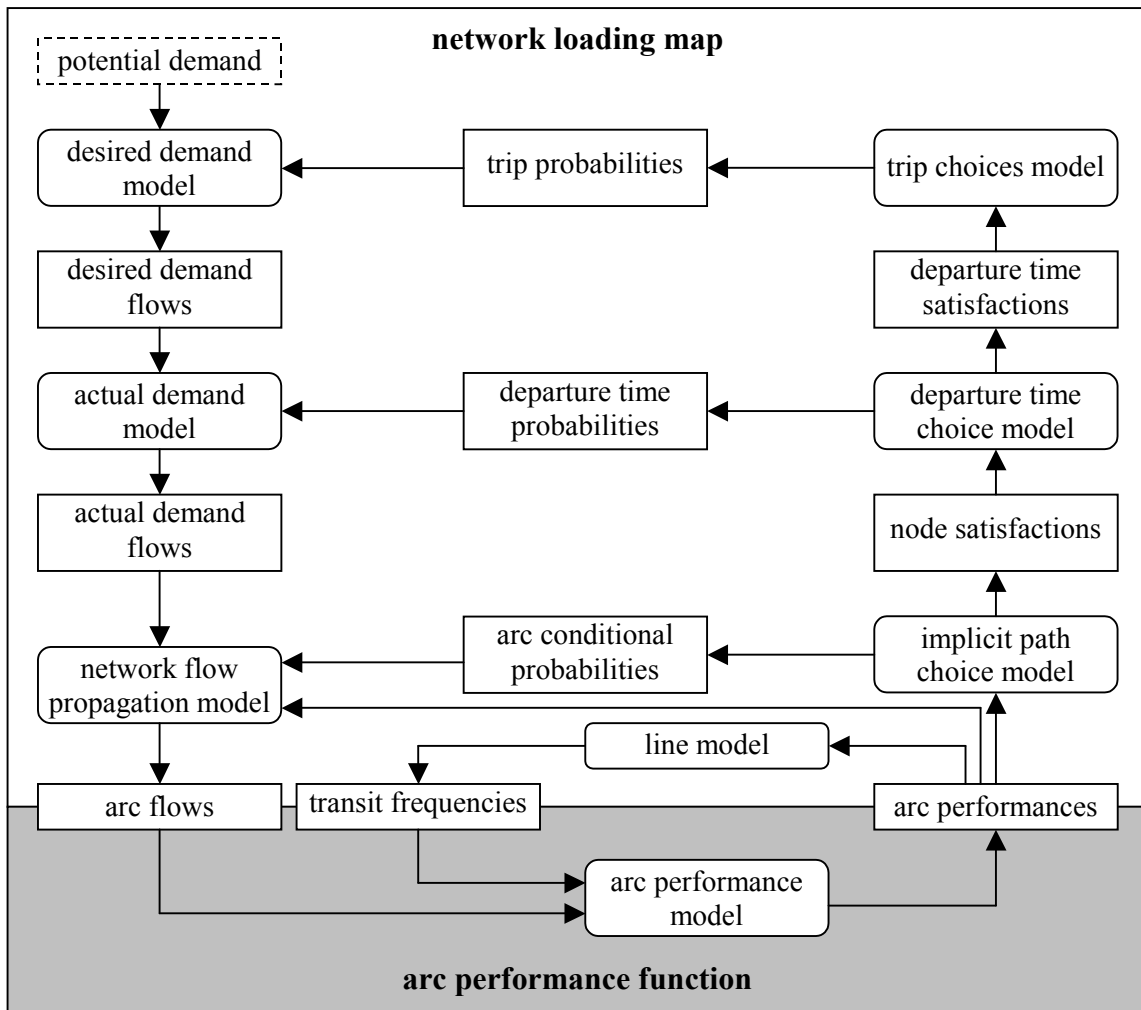 network loading map
potential demand
desired demand
model
trip probabilities
trip choices model
desired demand
flows
departure time
satisfactions
actual demand
model
departure time
probabilities
departure time
choice model
actual demand
flows
node satisfactions
network flow
propagation model
arc conditional
probabilities
implicit path
choice model
line model
arc flows
transit frequencies
arc performances
arc performance
model
arc performance function